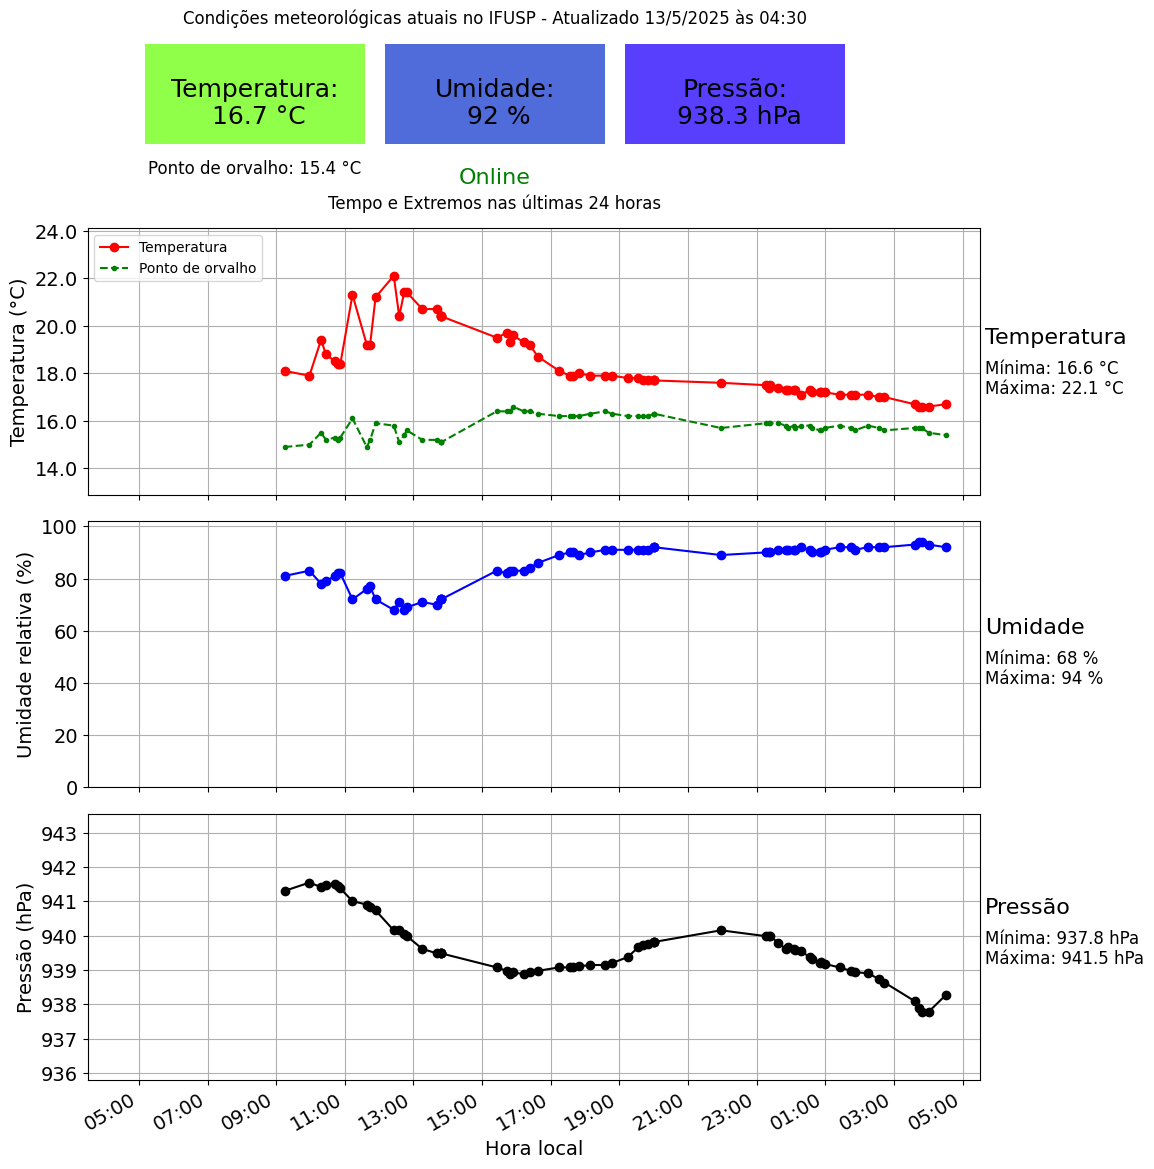 Condições meteorológicas atuais no IFUSP - Atualizado 13/5/2025 às 04:30
Temperatura:
16.7 °C
Umidade:
92 %
Pressão:
938.3 hPa
Ponto de orvalho: 15.4 °C
Online
Tempo e Extremos nas últimas 24 horas
Temperatura (°C)
24.0
22.0
20.0
18.0
16.0
14.0
Temperatura
Ponto de orvalho
Temperatura
Mínima: 16.6 °C
Máxima: 22.1 °C
Umidade relativa (%)
100
80
60
40
20
0
Umidade
Mínima: 68 %
Máxima: 94 %
Pressão (hPa)
943
942
941
940
939
938
937
936
Pressão
Mínima: 937.8 hPa
Máxima: 941.5 hPa
05:00 07:00 09:00 11:00 13:00 15:00 17:00 19:00 21:00 23:00 01:00 03:00 05:00
Hora local